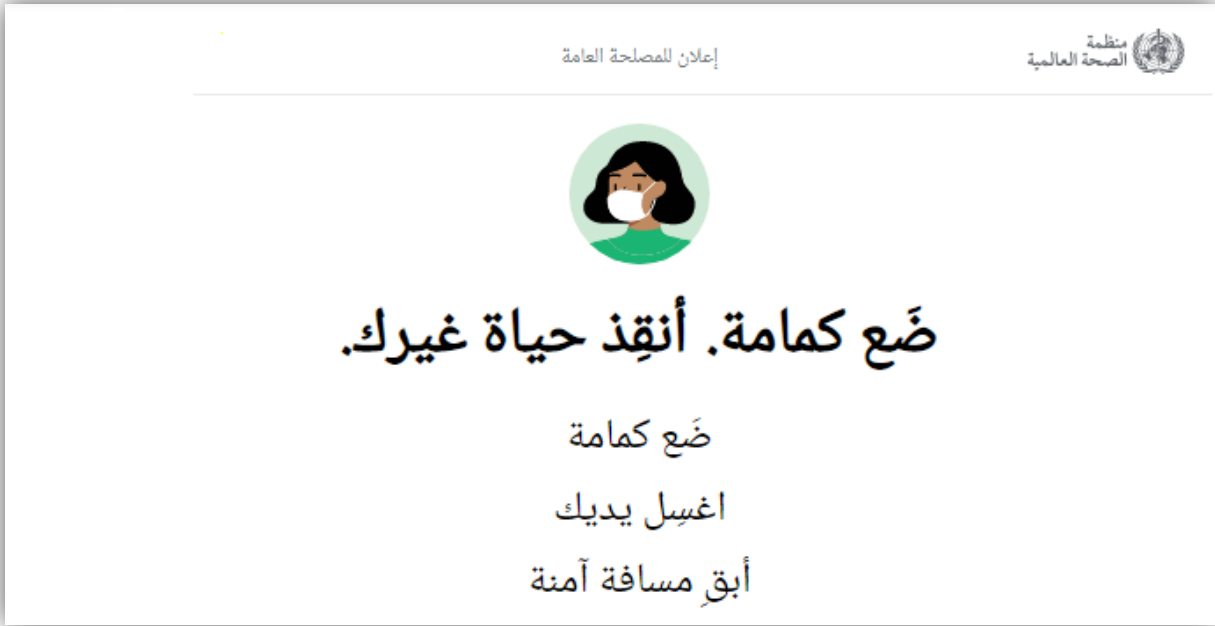 منظمة
الصحة العالمية
إعلان للمصلحة العامة
ضَع كمامة. أنقِذ حياة غيرك.
ضَع كمامة
اغسِل يديك
أبقِ مسافة آمنة